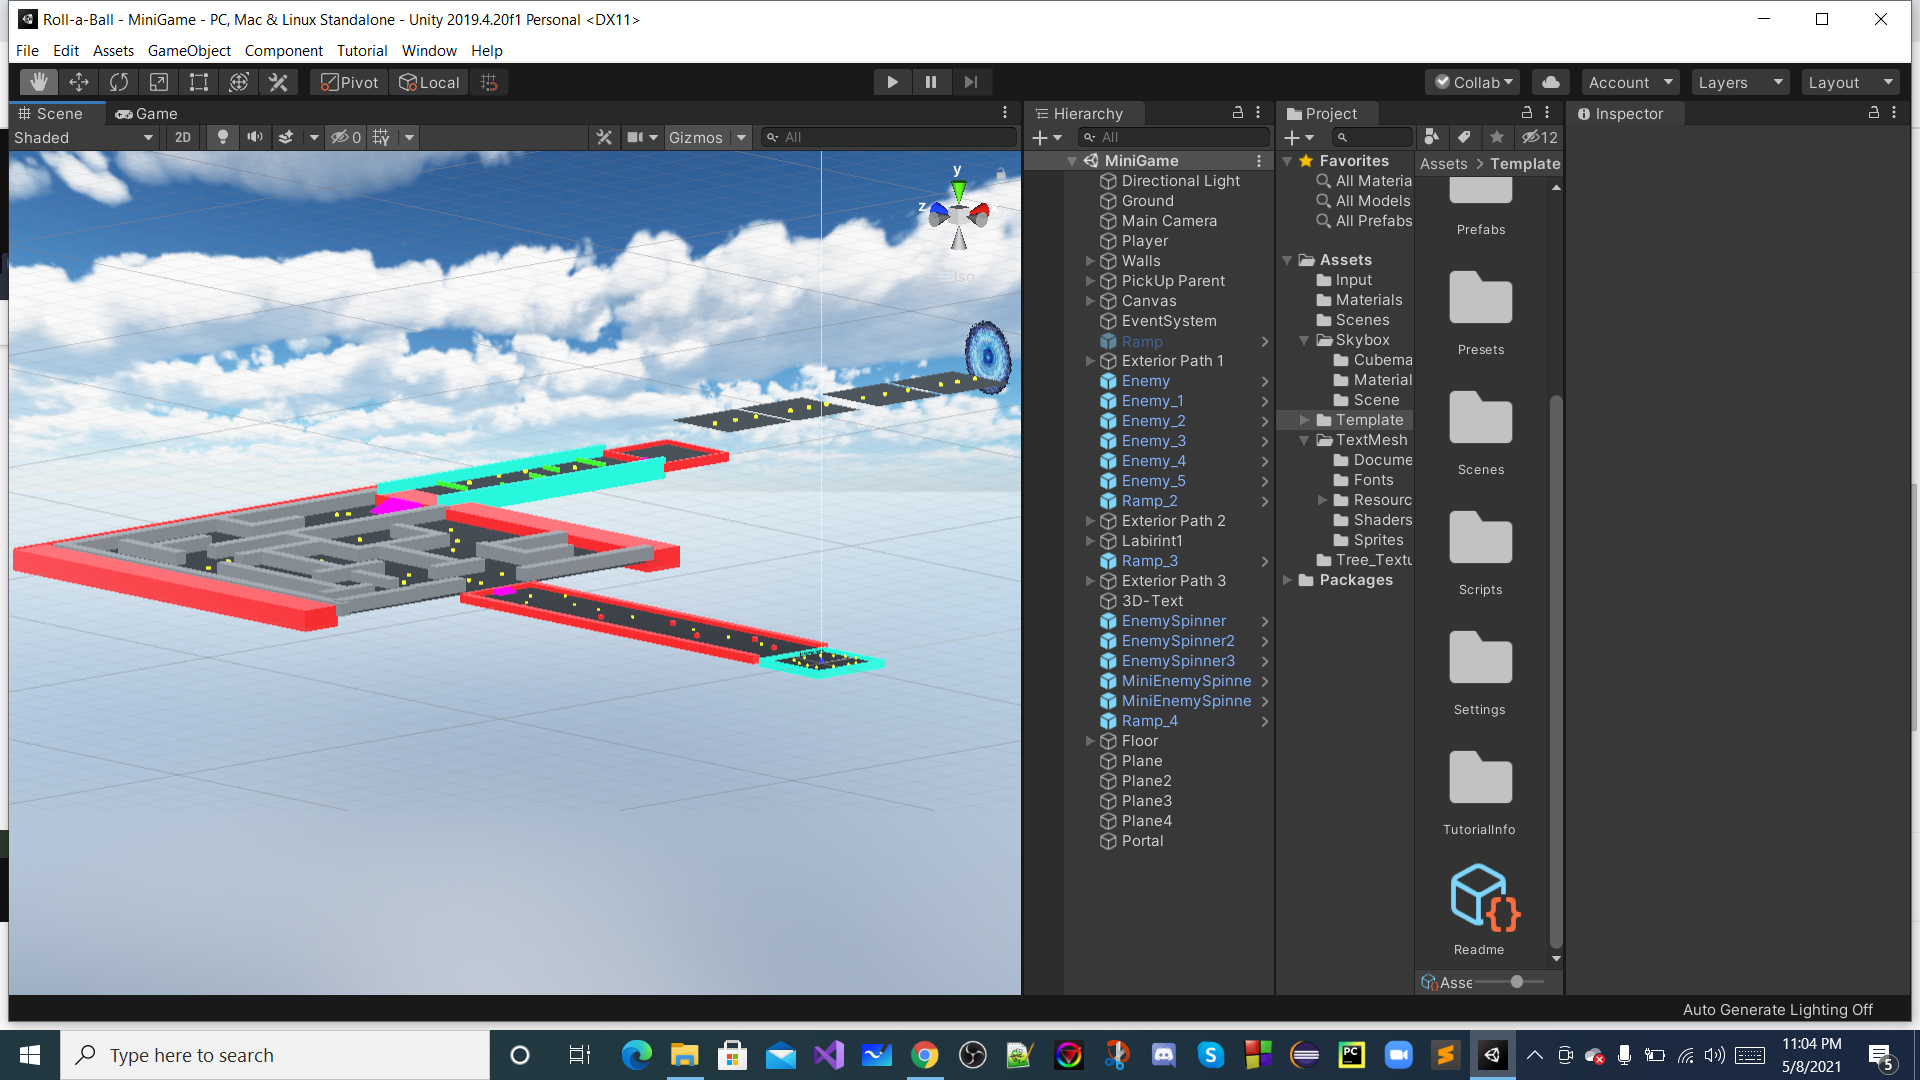 Roll-a-Ball - MiniGame - PC, Mac & Linux Standalone - Unity 2019.4.20f1 Personal <DX11>
File Edit Assets GameObject Component Tutorial Window Help
Pivot Local Collab Account Layers Layout
Scene Game
Shaded 2D 0 Gizmos All
y
z
Iso
Hierarchy
All
MiniGame
Directional Light
Ground
Main Camera
Player
Walls
PickUp Parent
Canvas
EventSystem
Ramp
Exterior Path 1
Enemy
Enemy_1
Enemy_2
Enemy_3
Enemy_4
Enemy_5
Ramp_2
Exterior Path 2
Labirint1
Ramp_3
Exterior Path 3
3D-Text
EnemySpinner
EnemySpinner2
EnemySpinner3
MiniEnemySpinne
MiniEnemySpinne
Ramp_4
Floor
Plane
Plane2
Plane3
Plane4
Portal
Project
12
Favorites
All Materia
All Models
All Prefabs
Assets
Input
Materials
Scenes
Skybox
Cubema
Material
Scene
Template
TextMesh
Docume
Fonts
Resourc
Shaders
Sprites
Tree_Textu
Packages
Assets > Template
Prefabs
Presets
Scenes
Scripts
Settings
TutorialInfo
Readme
Asse
Inspector
Auto Generate Lighting Off
Type here to search
PC
11:04 PM
5/8/2021
5